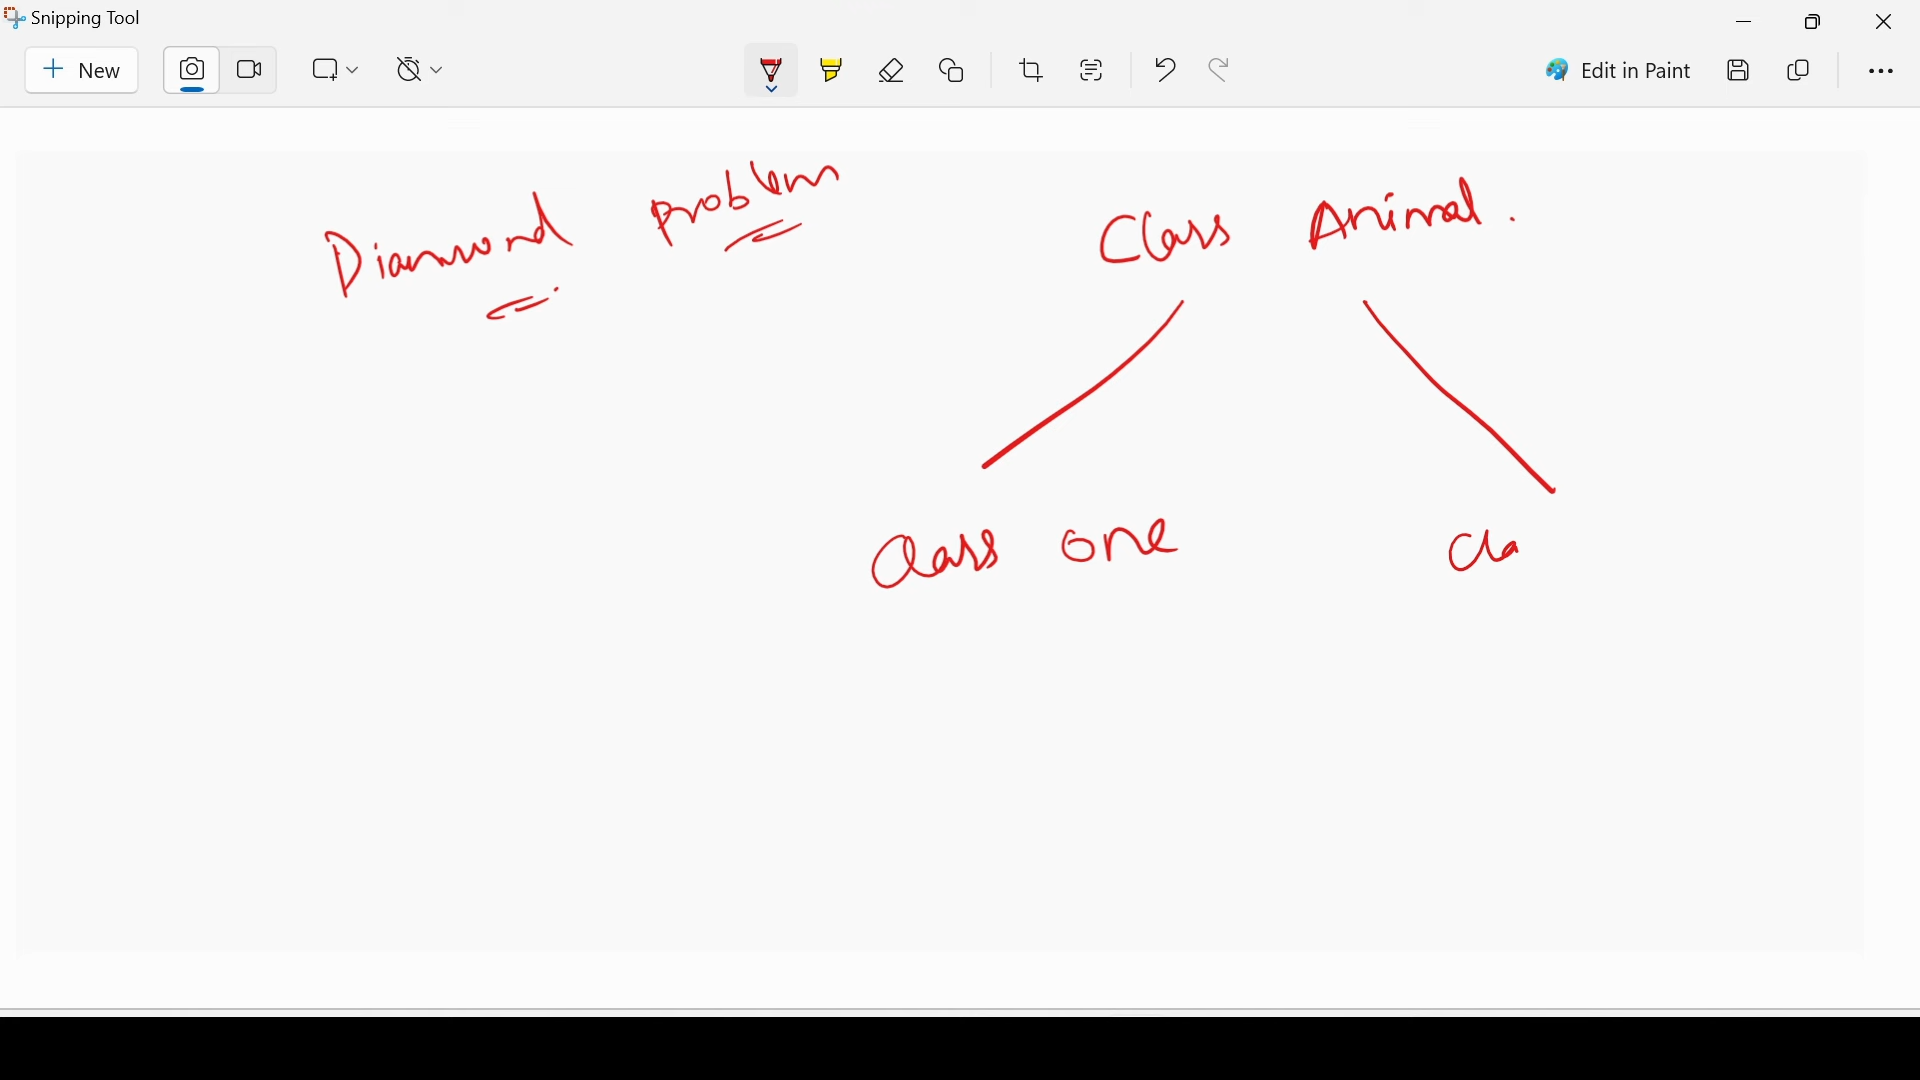 Snipping Tool
New
Edit in Paint
Diamond Problem
Class Animal.
Class one
Cla